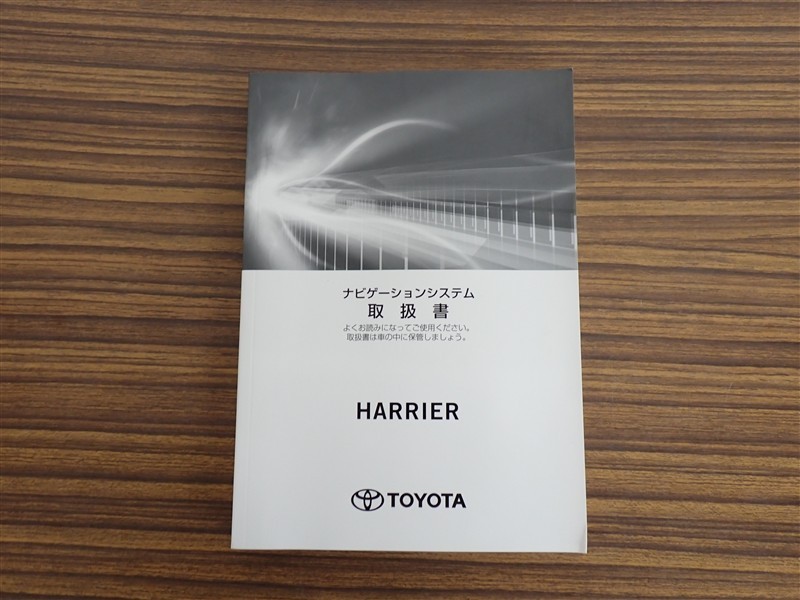 ナビゲーションシステム
取扱書
よくお読みになってご使用ください。
取扱書は車の中に保管しましょう。
HARRIER
TOYOTA